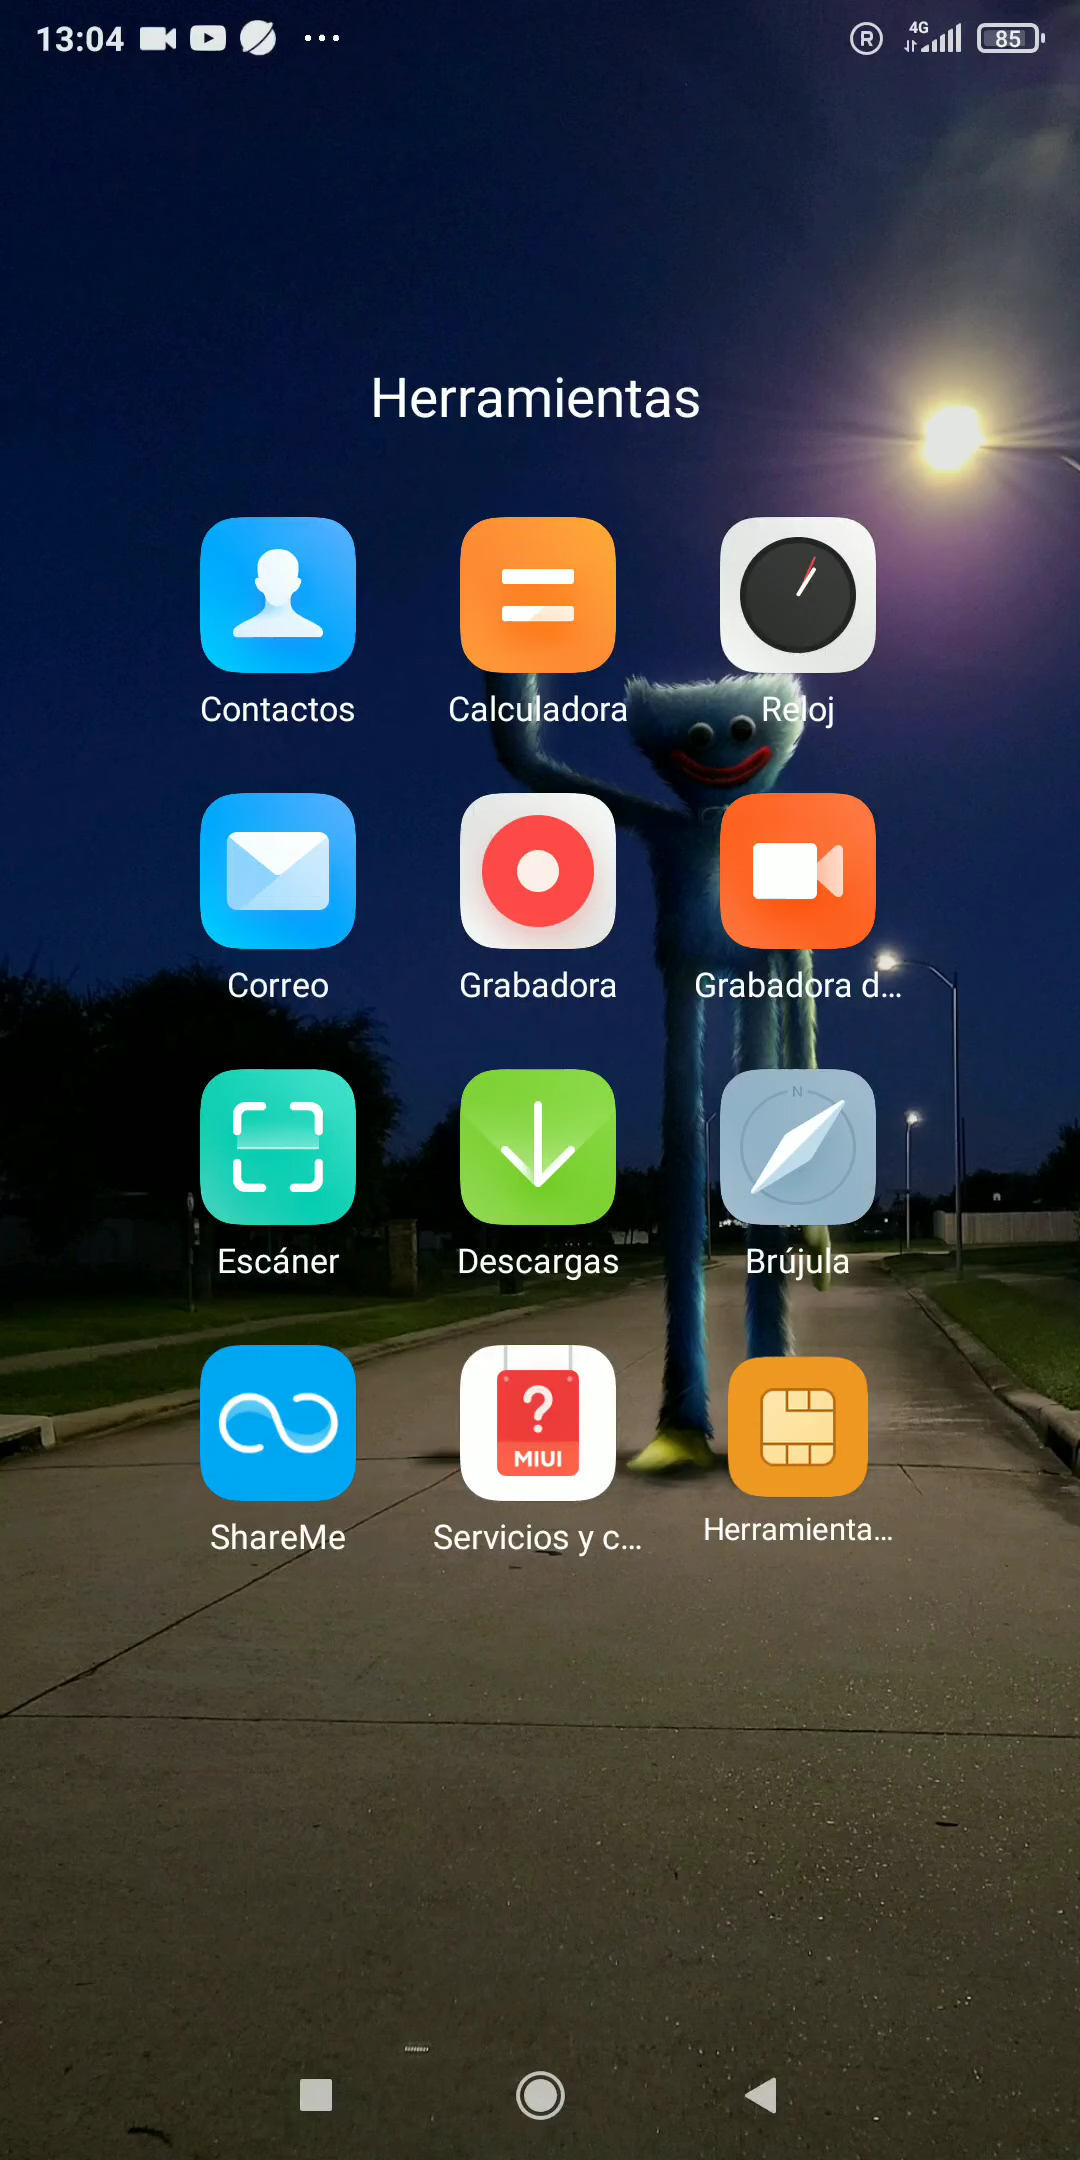 13:04
R 4G 85
Herramientas
Contactos Calculadora Reloj
Correo Grabadora Grabadora d...
N
Escáner Descargas Brújula
?
MIUI
ShareMe Servicios y c... Herramienta...